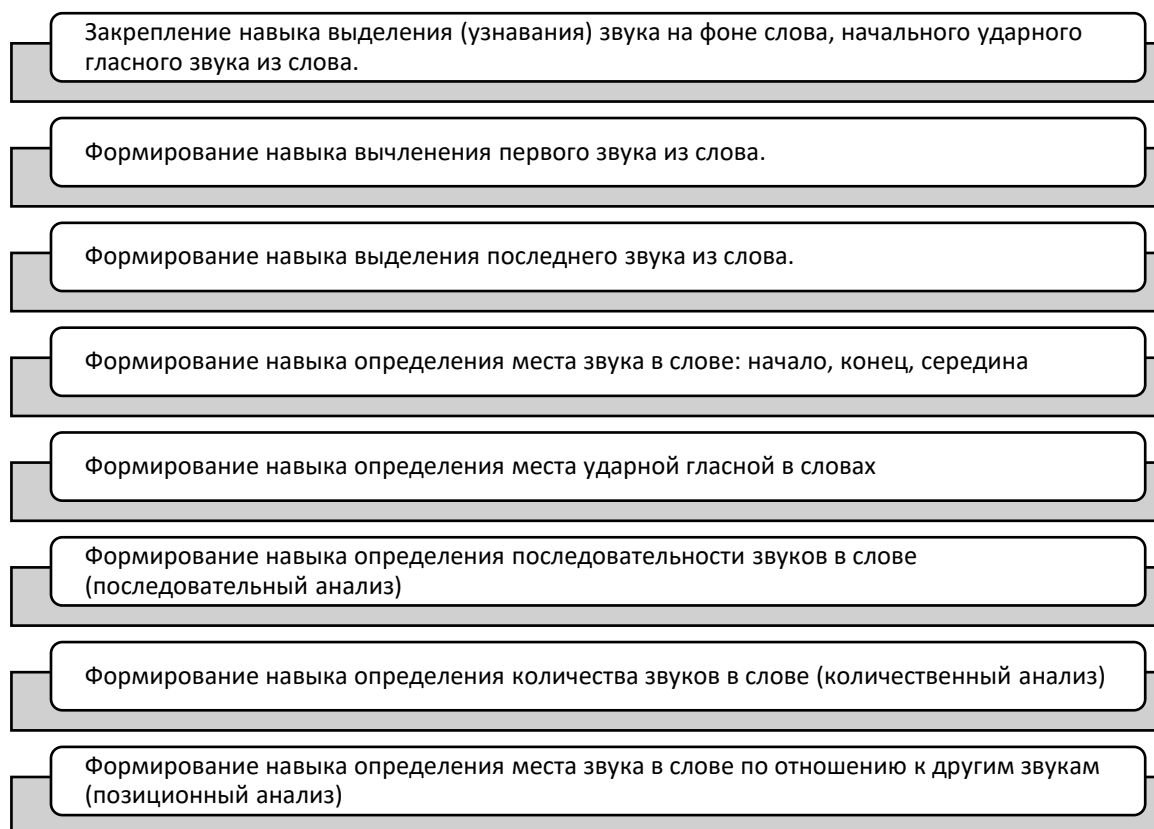 Закрепление навыка выделения (узнавания) звука на фоне слова, начального ударного
гласного звука из слова.
Формирование навыка вычленения первого звука из слова.
Формирование навыка выделения последнего звука из слова.
Формирование навыка определения места звука в слове: начало, конец, середина
Формирование навыка определения места ударной гласной в словах
Формирование навыка определения последовательности звуков в слове
(последовательный анализ)
Формирование навыка определения количества звуков в слове (количественный анализ)
Формирование навыка определения места звука в слове по отношению к другим звукам
(позиционный анализ)